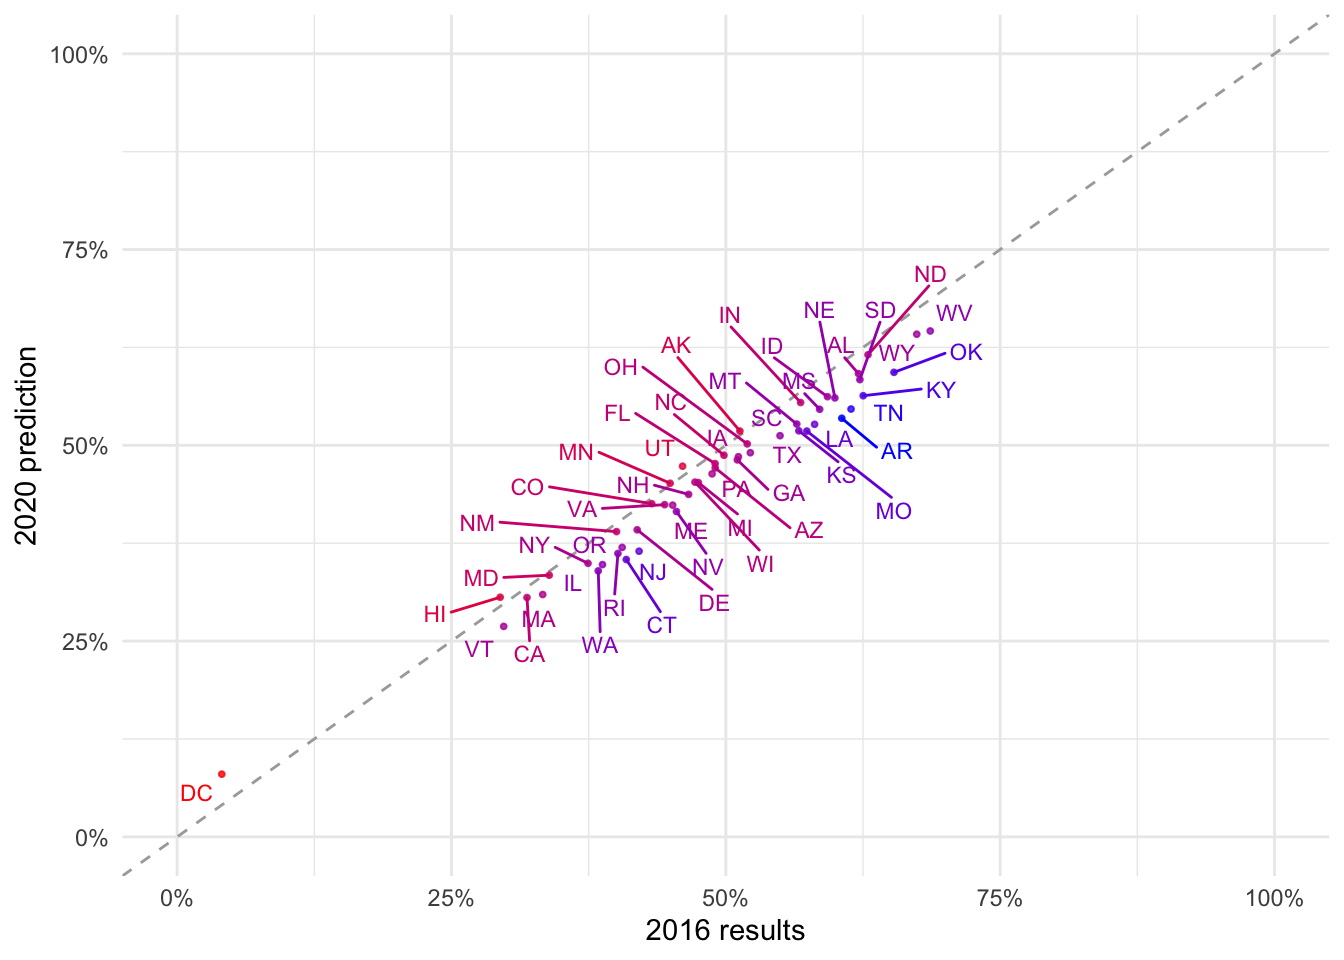 100%
75%
50%
25%
0%
2020 prediction
ND
WV
NE
SD
IN
ID
AL
WY
OK
AK
OH
MT
MS
KY
NC
FL
SC
TN
IA
LA
AR
UT
TX
MN
KS
NH
PA
GA
CO
MO
VA
ME
MI
AZ
NM
NY
OR
NV
WI
MD
IL
NJ
DE
HI
MA
RI
CT
VT
CA
WA
DC
0%
25%
50%
75%
100%
2016 results